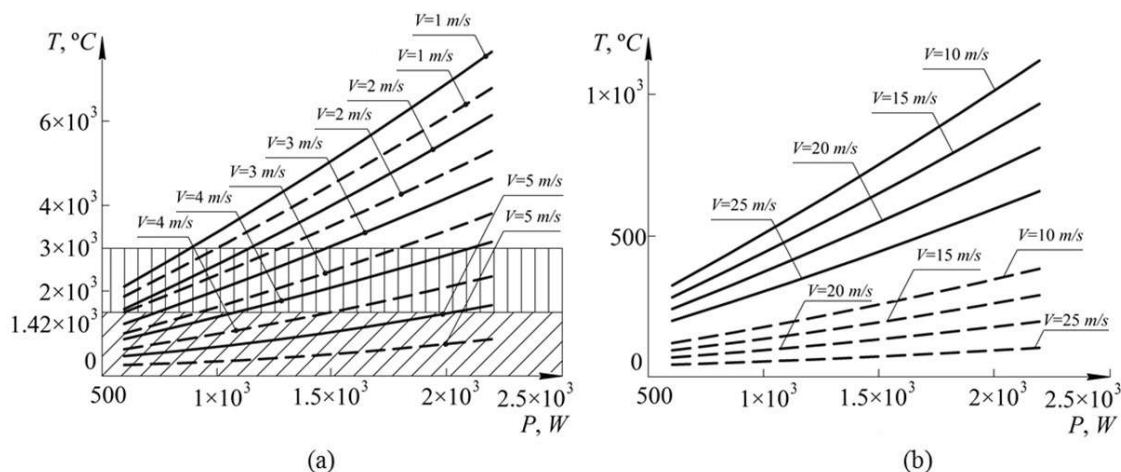 T, ºC
6×10³
4×10³
3×10³
2×10³
1.42×10³
0
V=1 m/s
V=1 m/s
V=2 m/s
V=2 m/s
V=3 m/s
V=3 m/s
V=4 m/s
V=4 m/s
V=5 m/s
V=5 m/s
500
1×10³
1.5×10³
2×10³
2.5×10³
P, W
(a)
T, ºC
1×10³
500
0
V=10 m/s
V=15 m/s
V=20 m/s
V=25 m/s
V=10 m/s
V=15 m/s
V=20 m/s
V=25 m/s
500
1×10³
1.5×10³
2×10³
2.5×10³
P, W
(b)